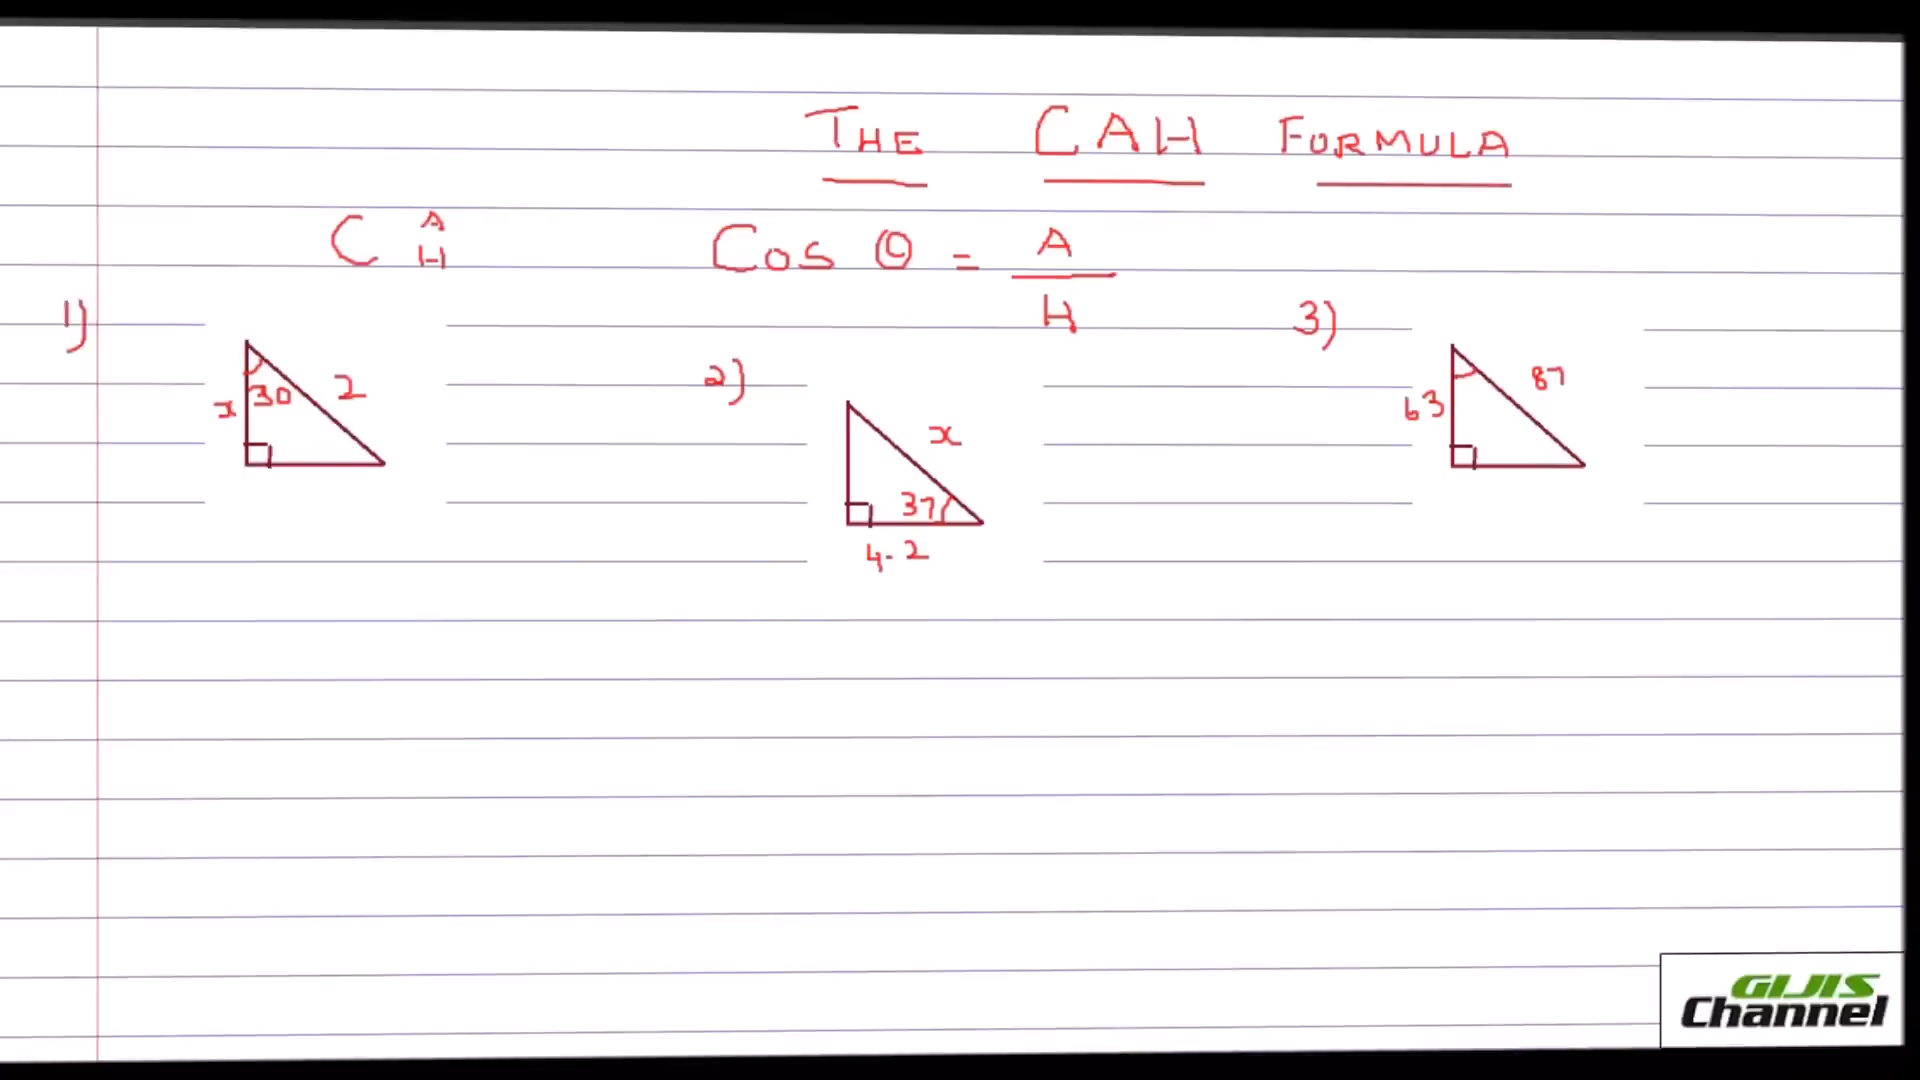 THE CAH FORMULA
C A
H
Cos Θ = A
H
1)
x 30 2
2)
x
37
4.2
3)
63 87
GIJIS
Channel